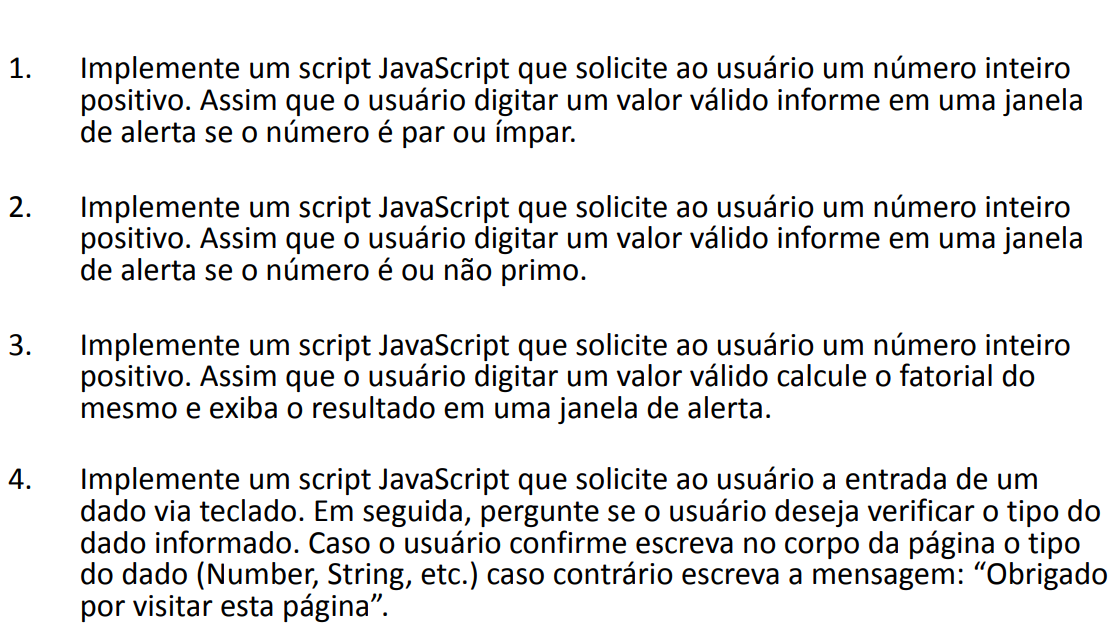 1. Implemente um script JavaScript que solicite ao usuário um número inteiro
positivo. Assim que o usuário digitar um valor válido informe em uma janela
de alerta se o número é par ou ímpar.
2. Implemente um script JavaScript que solicite ao usuário um número inteiro
positivo. Assim que o usuário digitar um valor válido informe em uma janela
de alerta se o número é ou não primo.
3. Implemente um script JavaScript que solicite ao usuário um número inteiro
positivo. Assim que o usuário digitar um valor válido calcule o fatorial do
mesmo e exiba o resultado em uma janela de alerta.
4. Implemente um script JavaScript que solicite ao usuário a entrada de um
dado via teclado. Em seguida, pergunte se o usuário deseja verificar o tipo do
dado informado. Caso o usuário confirme escreva no corpo da página o tipo
do dado (Number, String, etc.) caso contrário escreva a mensagem: “Obrigado
por visitar esta página”.